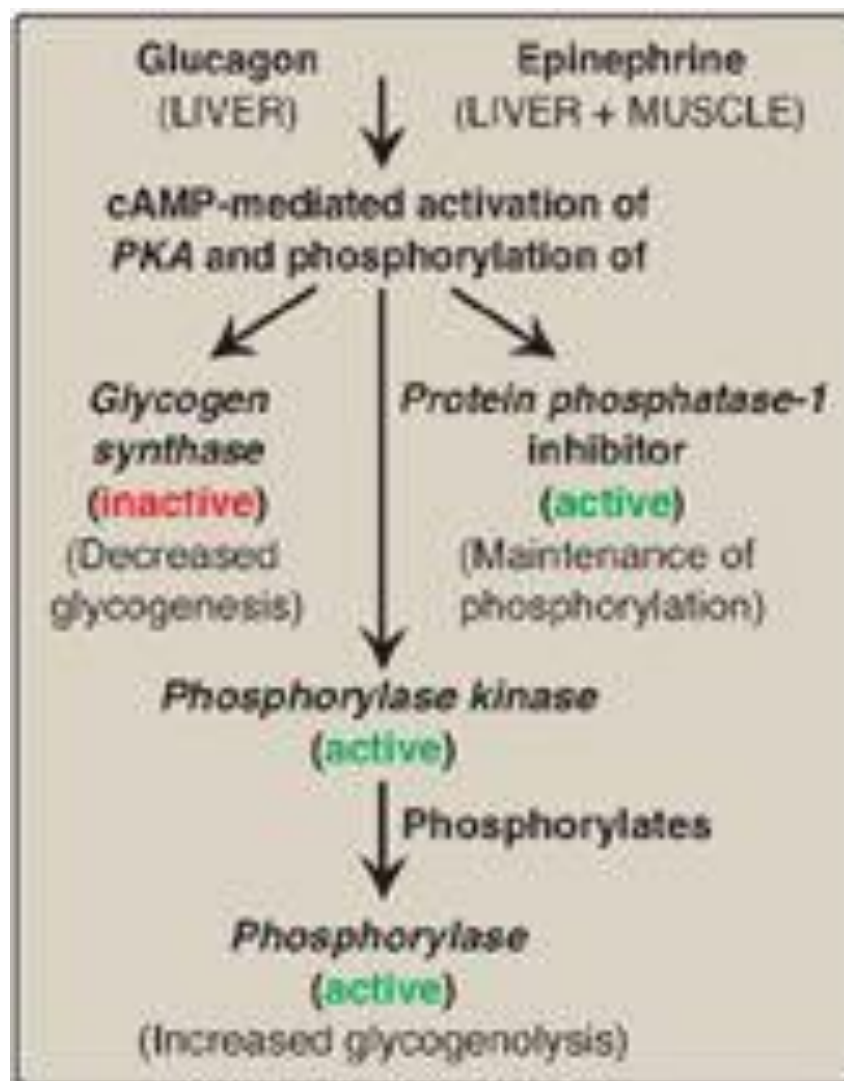 Glucagon
(LIVER)
Epinephrine
(LIVER + MUSCLE)
cAMP-mediated activation of
PKA and phosphorylation of
Glycogen
synthase
(inactive)
(Decreased
glycogenesis)
Protein phosphatase-1
inhibitor
(active)
(Maintenance of
phosphorylation)
Phosphorylase kinase
(active)
Phosphorylates
Phosphorylase
(active)
(Increased glycogenolysis)